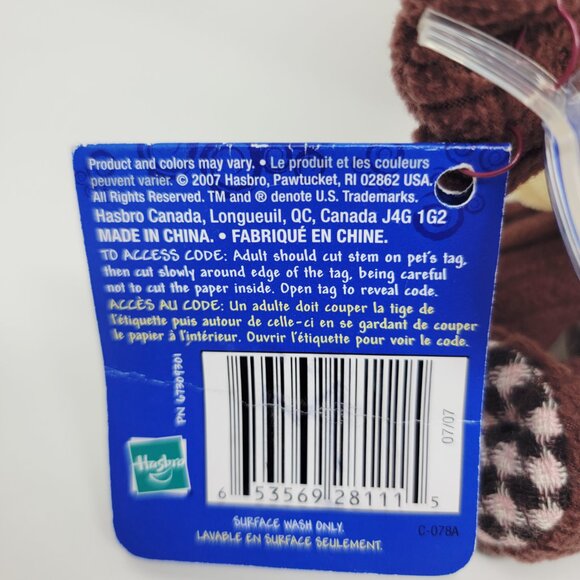 Product and colors may vary. • Le produit et les couleurs
peuvent varier. © 2007 Hasbro, Pawtucket, RI 02862 USA.
All Rights Reserved. TM and ® denote U.S. Trademarks.
Hasbro Canada, Longueuil, QC, Canada J4G 1G2
MADE IN CHINA. • FABRIQUÉ EN CHINE.
TO ACCESS CODE: Adult should cut stem on pet's tag,
then cut slowly around edge of the tag, being careful
not to cut the paper inside. Open tag to reveal code.
ACCÈS AU CODE: Un adulte doit couper la tige de
l'étiquette puis autour de celle-ci en se gardant de couper
le papier à l'intérieur. Ouvrir l'étiquette pour voir le code.
PN 67309301
Hasbro
6 53569 28111 5
07/07
SURFACE WASH ONLY.
LAVABLE EN SURFACE SEULEMENT.
C-078A